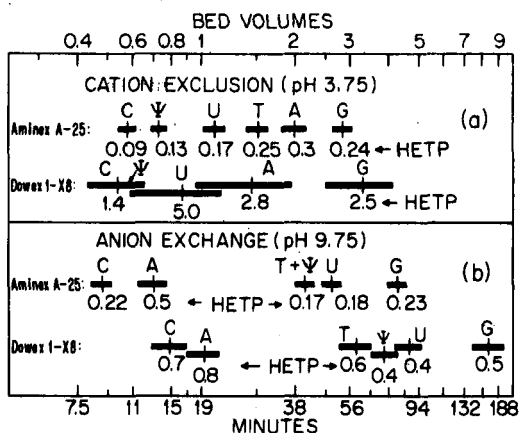 BED VOLUMES
0.4 0.6 0.8 1 2 3 5 7 9
CATION EXCLUSION (pH 3.75)
(a)
C Ψ U T A G
Aminex A-25:
0.09 0.13 0.17 0.25 0.3 0.24 ← HETP
C Ψ U A G
Dowex 1-X8:
1.4 5.0 2.8 2.5 ← HETP
ANION EXCHANGE (pH 9.75)
(b)
C A T+Ψ U G
Aminex A-25:
0.22 0.5 ← HETP → 0.17 0.18 0.23
C A T Ψ U G
Dowex 1-X8:
0.7 0.8 ← HETP → 0.6 0.4 0.4 0.5
7.5 11 15 19 38 56 94 132 188
MINUTES